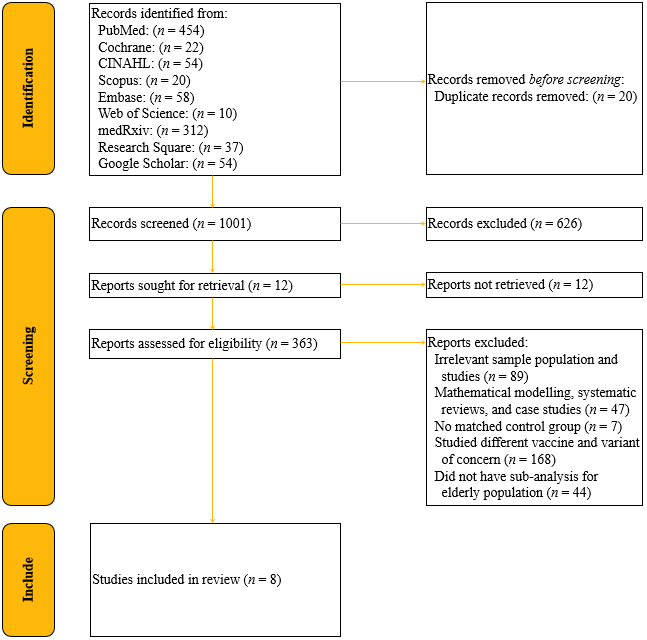 Identification
Records identified from:
PubMed: (n = 454)
Cochrane: (n = 22)
CINAHL: (n = 54)
Scopus: (n = 20)
Embase: (n = 58)
Web of Science: (n = 10)
medRxiv: (n = 312)
Research Square: (n = 37)
Google Scholar: (n = 54)
Records removed before screening:
Duplicate records removed: (n = 20)
Screening
Records screened (n = 1001)
Records excluded (n = 626)
Reports sought for retrieval (n = 12)
Reports not retrieved (n = 12)
Reports assessed for eligibility (n = 363)
Reports excluded:
Irrelevant sample population and
studies (n = 89)
Mathematical modelling, systematic
reviews, and case studies (n = 47)
No matched control group (n = 7)
Studied different vaccine and variant
of concern (n = 168)
Did not have sub-analysis for
elderly population (n = 44)
Include
Studies included in review (n = 8)